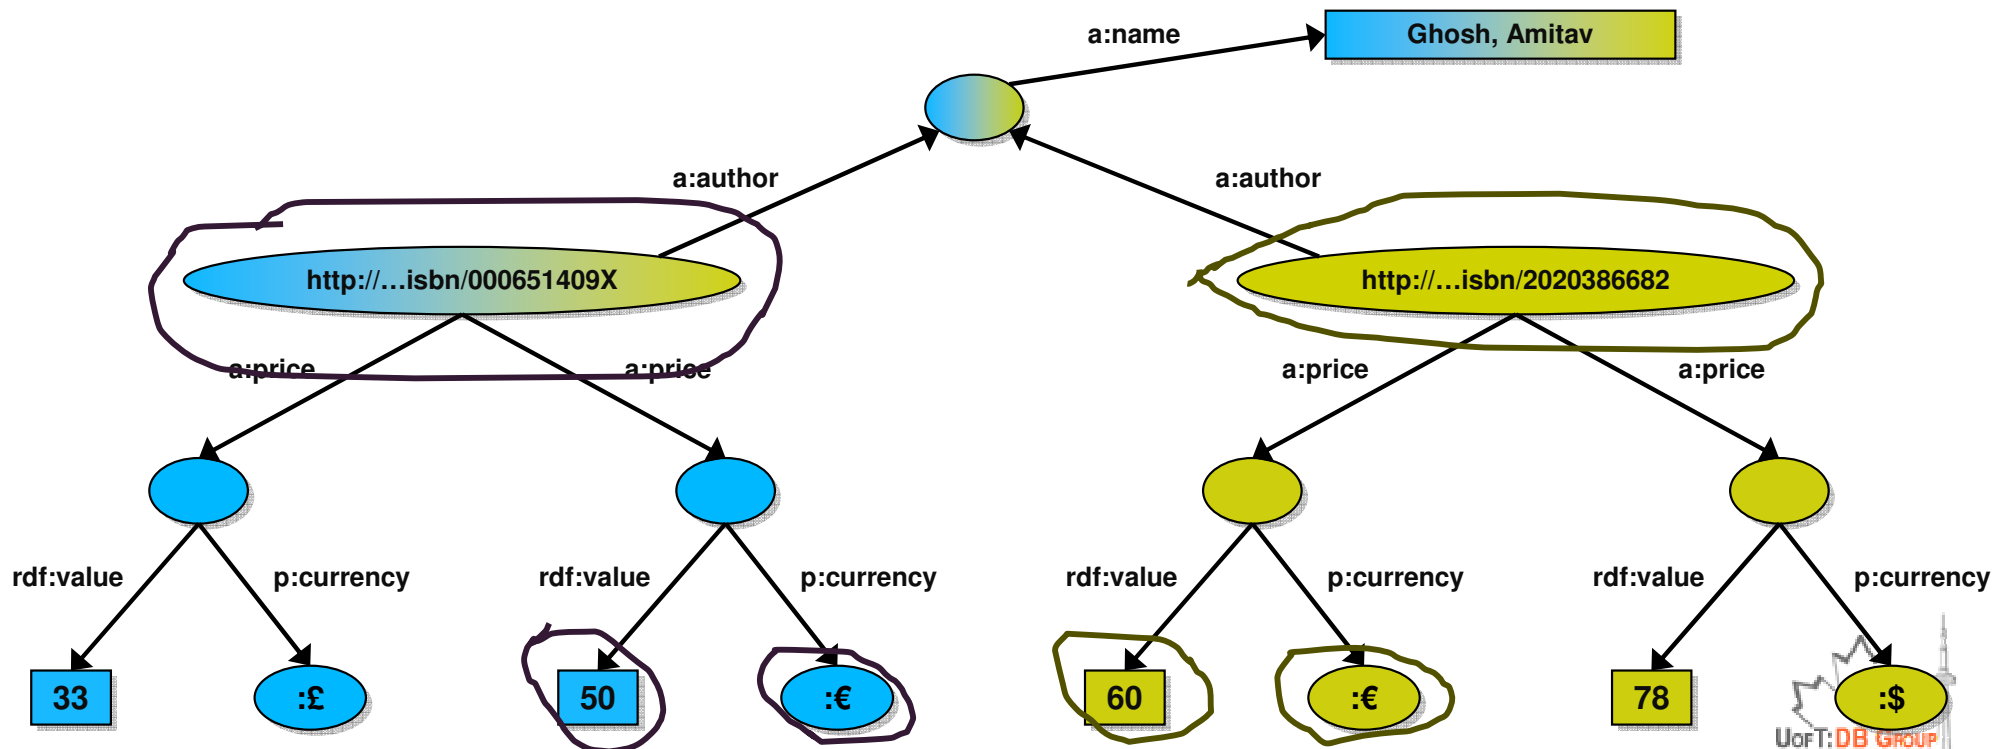 a:name
Ghosh, Amitav
a:author
a:author
http://...isbn/000651409X
http://...isbn/2020386682
a:price
a:price
a:price
a:price
rdf:value
p:currency
rdf:value
p:currency
rdf:value
p:currency
rdf:value
p:currency
33
:£
50
:€
60
:€
78
:$
UOFT:DB GROUP